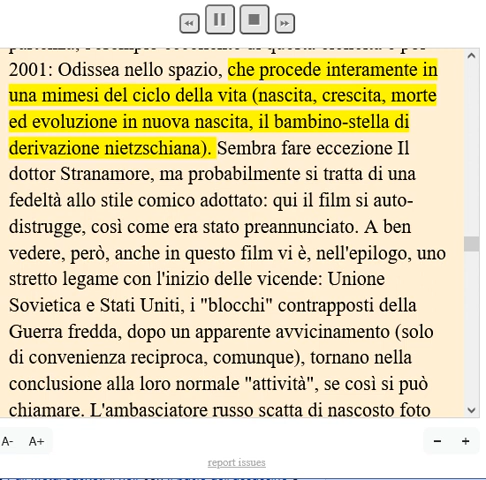 2001: Odissea nello spazio, che procede interamente in
una mimesi del ciclo della vita (nascita, crescita, morte
ed evoluzione in nuova nascita, il bambino-stella di
derivazione nietzschiana). Sembra fare eccezione Il
dottor Stranamore, ma probabilmente si tratta di una
fedeltà allo stile comico adottato: qui il film si auto-
distrugge, così come era stato preannunciato. A ben
vedere, però, anche in questo film vi è, nell'epilogo, uno
stretto legame con l'inizio delle vicende: Unione
Sovietica e Stati Uniti, i "blocchi" contrapposti della
Guerra fredda, dopo un apparente avvicinamento (solo
di convenienza reciproca, comunque), tornano nella
conclusione alla loro normale "attività", se così si può
chiamare. L'ambasciatore russo scatta di nascosto foto
A- A+ - +
report issues